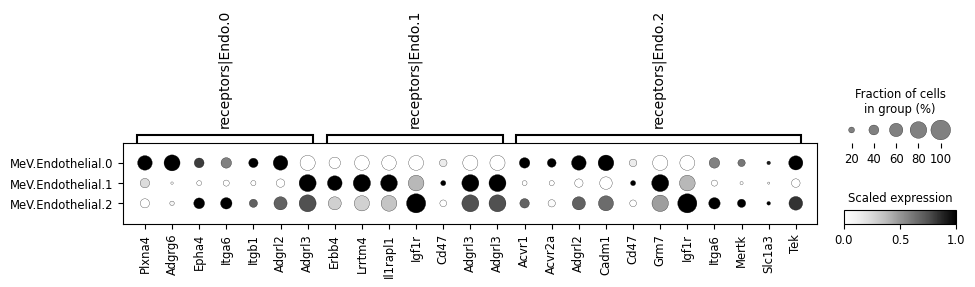 receptors|Endo.0
receptors|Endo.1
receptors|Endo.2
MeV.Endothelial.0
MeV.Endothelial.1
MeV.Endothelial.2
Plxna4
Adgrg6
Epha4
Itga6
Itgb1
Adgrl2
Adgrl3
Erbb4
Lrrtm4
Il1rapl1
Igf1r
Cd47
Adgrl3
Adgrl3
Acvr1
Acvr2a
Adgrl2
Cadm1
Cd47
Grm7
Igf1r
Itga6
Mertk
Slc1a3
Tek
Fraction of cells
in group (%)
20 40 60 80 100
Scaled expression
0.0 0.5 1.0